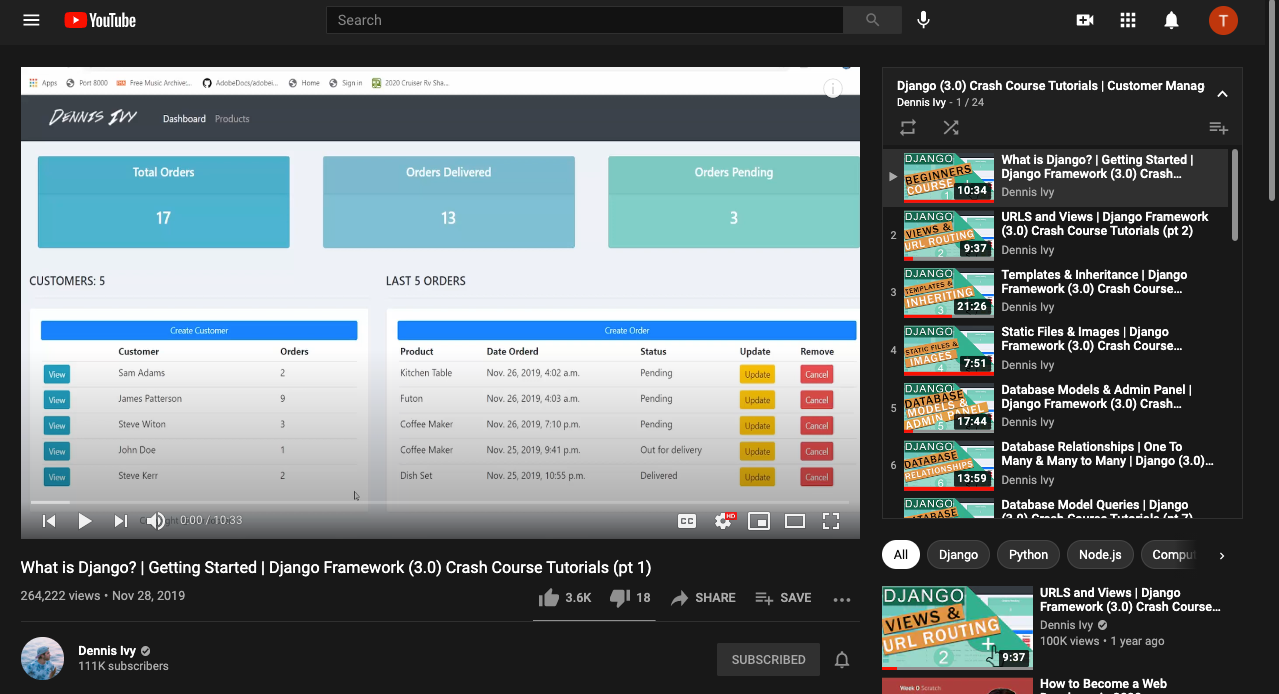 YouTube
Search
T
Apps Port 8000 Free Music Archive:... AdobeDocs/adobei... Home Sign in 2020 Cruiser Rv Sha...
DENNIS IVY Dashboard Products
Total Orders
17
Orders Delivered
13
Orders Pending
3
CUSTOMERS: 5
Create Customer
Customer Orders
View Sam Adams 2
View James Patterson 9
View Steve Witon 3
View John Doe 1
View Steve Kerr 2
LAST 5 ORDERS
Create Order
Product Date Orderd Status Update Remove
Kitchen Table Nov. 26, 2019, 4:02 a.m. Pending Update Cancel
Futon Nov. 26, 2019, 4:03 a.m. Pending Update Cancel
Coffee Maker Nov. 26, 2019, 7:10 p.m. Pending Update Cancel
Coffee Maker Nov. 25, 2019, 9:41 p.m. Out for delivery Update Cancel
Dish Set Nov. 25, 2019, 10:55 p.m. Delivered Update Cancel
0:00 / 10:33
CC
HD
What is Django? | Getting Started | Django Framework (3.0) Crash Course Tutorials (pt 1)
264,222 views • Nov 28, 2019
3.6K 18 SHARE SAVE
Dennis Ivy
111K subscribers
SUBSCRIBED
Django (3.0) Crash Course Tutorials | Customer Manag
Dennis Ivy - 1 / 24
DJANGO
BEGINNERS
COURSE
1
10:34
What is Django? | Getting Started |
Django Framework (3.0) Crash...
Dennis Ivy
2
DJANGO
VIEWS &
URL ROUTING
2
9:37
URLS and Views | Django Framework
(3.0) Crash Course Tutorials (pt 2)
Dennis Ivy
3
DJANGO
TEMPLATES &
INHERITING
3
21:26
Templates & Inheritance | Django
Framework (3.0) Crash Course...
Dennis Ivy
4
DJANGO
STATIC FILES &
IMAGES
4
7:51
Static Files & Images | Django
Framework (3.0) Crash Course...
Dennis Ivy
5
DJANGO
DATABASE
MODELS &
ADMIN PANEL
5
17:44
Database Models & Admin Panel |
Django Framework (3.0) Crash...
Dennis Ivy
6
DJANGO
DATABASE
RELATIONSHIPS
6
13:59
Database Relationships | One To
Many & Many to Many | Django (3.0)...
Dennis Ivy
DJANGO
DATABASE
Database Model Queries | Django
(3.0) Crash Course Tutorials (pt 7)
All Django Python Node.js Comput
DJANGO
VIEWS &
URL ROUTING
2
9:37
URLS and Views | Django
Framework (3.0) Crash Course...
Dennis Ivy
100K views • 1 year ago
Week 0 Scratch
How to Become a Web